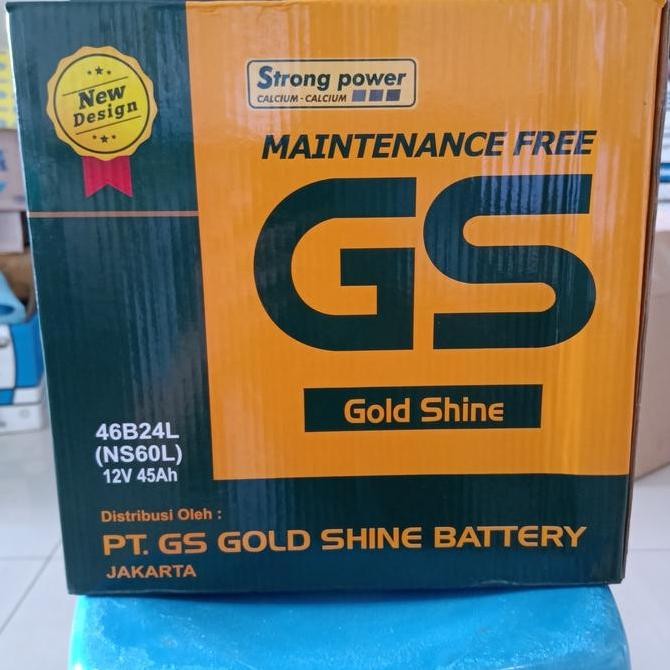 New
Design
Strong power
CALCIUM - CALCIUM
MAINTENANCE FREE
GS
Gold Shine
46B24L
(NS60L)
12V 45Ah
Distribusi Oleh :
PT. GS GOLD SHINE BATTERY
JAKARTA